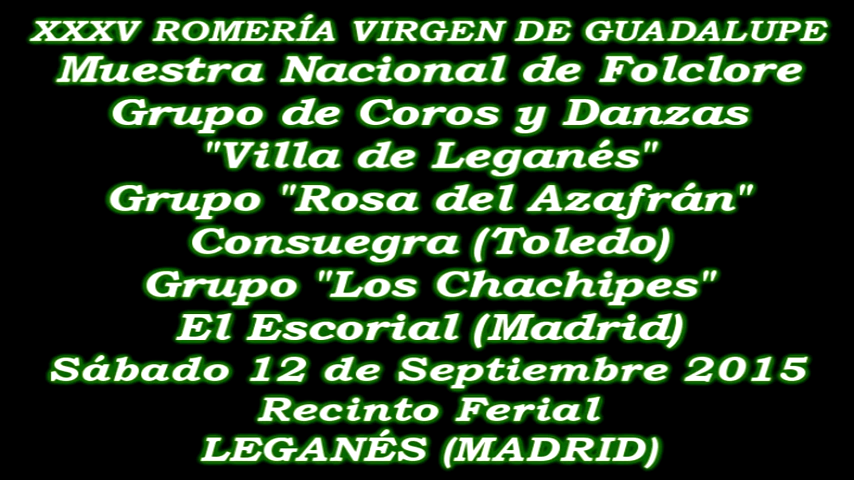 XXXV ROMERÍA VIRGEN DE GUADALUPE
Muestra Nacional de Folclore
Grupo de Coros y Danzas
"Villa de Leganés"
Grupo "Rosa del Azafrán"
Consuegra (Toledo)
Grupo "Los Chachipes"
El Escorial (Madrid)
Sábado 12 de Septiembre 2015
Recinto Ferial
LEGANÉS (MADRID)